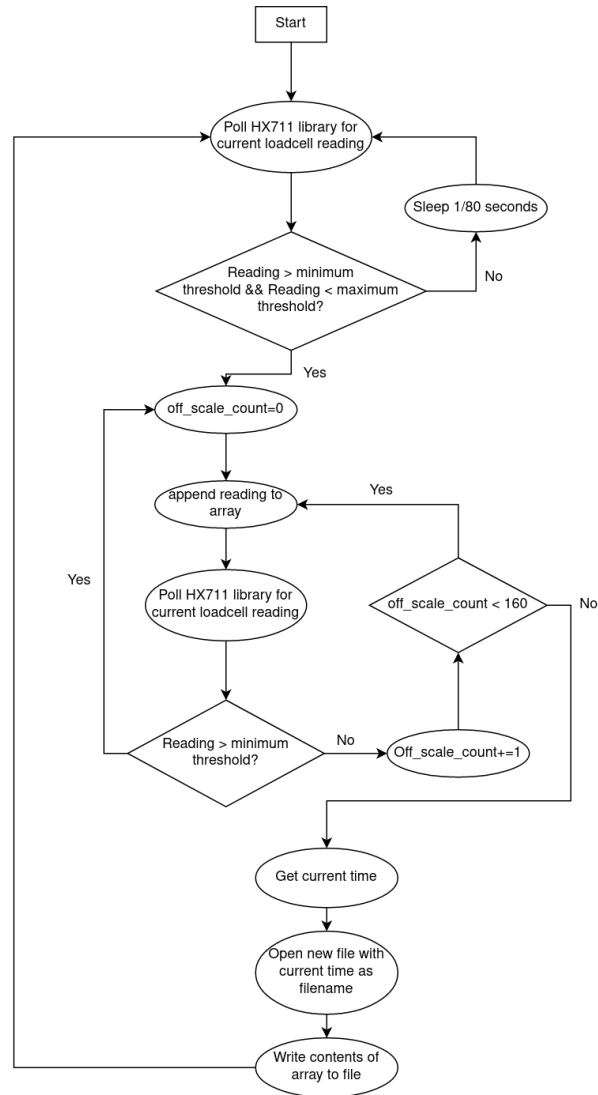 Start
Poll HX711 library for
current loadcell reading
Sleep 1/80 seconds
Reading > minimum
threshold && Reading < maximum
threshold?
No
Yes
off_scale_count=0
append reading to
array
Yes
Yes
Poll HX711 library for
current loadcell reading
off_scale_count < 160
No
Reading > minimum
threshold?
No
Off_scale_count+=1
Get current time
Open new file with
current time as
filename
Write contents of
array to file